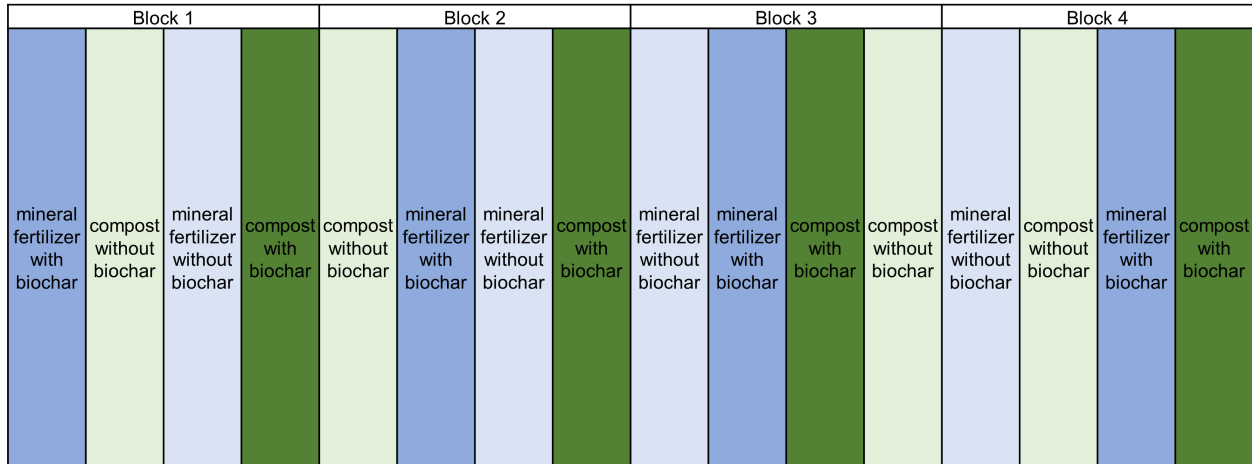 Block 1
Block 2
Block 3
Block 4
mineral
fertilizer
with
biochar
compost
without
biochar
mineral
fertilizer
without
biochar
compost
with
biochar
compost
without
biochar
mineral
fertilizer
with
biochar
mineral
fertilizer
without
biochar
compost
with
biochar
mineral
fertilizer
without
biochar
mineral
fertilizer
with
biochar
compost
with
biochar
compost
without
biochar
mineral
fertilizer
without
biochar
compost
without
biochar
mineral
fertilizer
with
biochar
compost
with
biochar